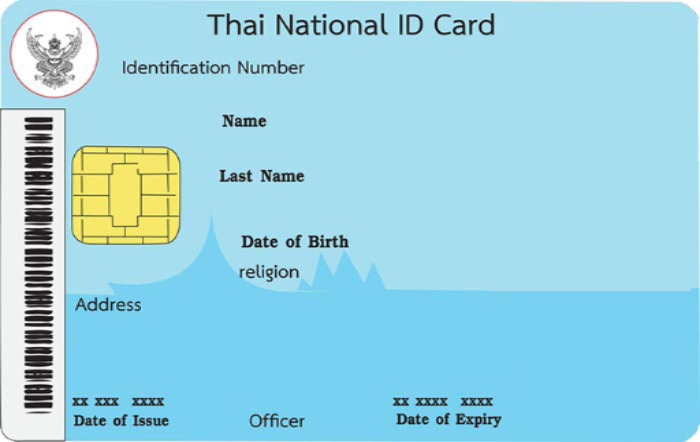 Thai National ID Card
Identification Number
Name
Last Name
Date of Birth
religion
Address
xx xxx xxxx
Date of Issue
Officer
xx xxxx xxxx
Date of Expiry